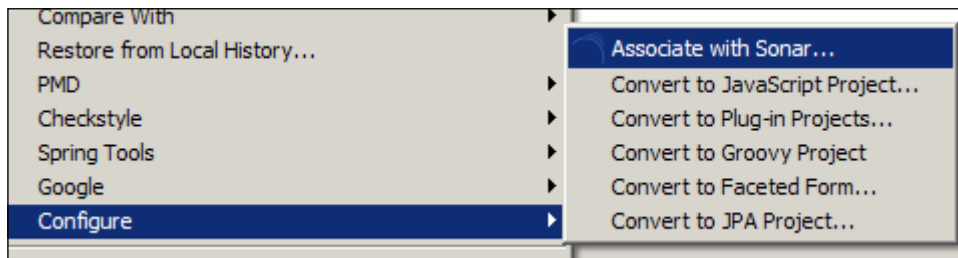 Compare With
Restore from Local History...
PMD
Checkstyle
Spring Tools
Google
Configure
Associate with Sonar...
Convert to JavaScript Project...
Convert to Plug-in Projects...
Convert to Groovy Project
Convert to Faceted Form...
Convert to JPA Project...